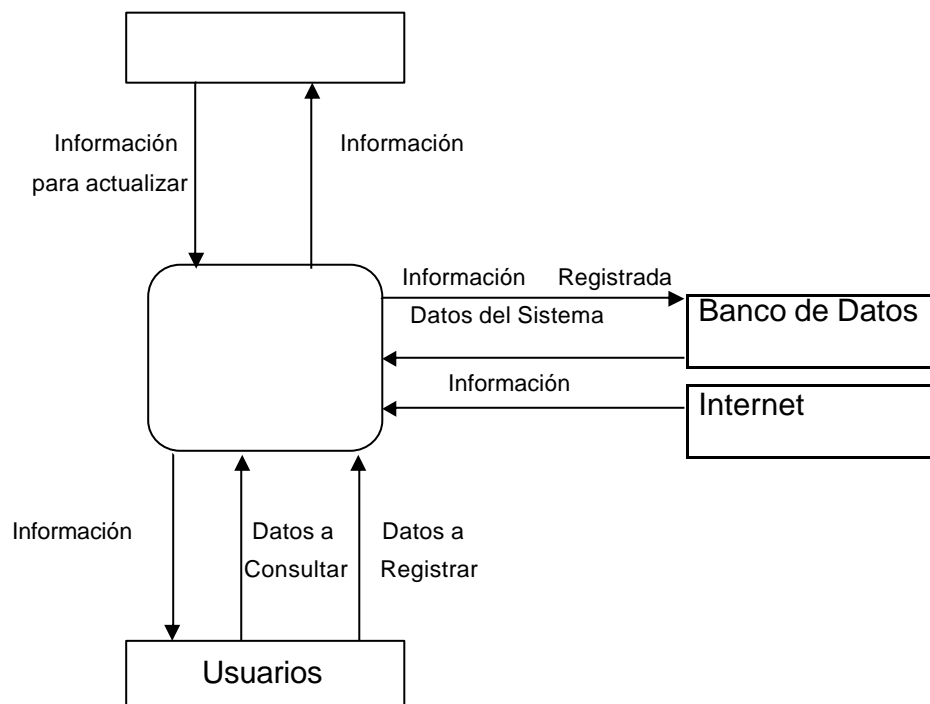 Información
para actualizar
Información
Información Registrada
Datos del Sistema
Banco de Datos
Información
Internet
Información
Datos a
Consultar
Datos a
Registrar
Usuarios